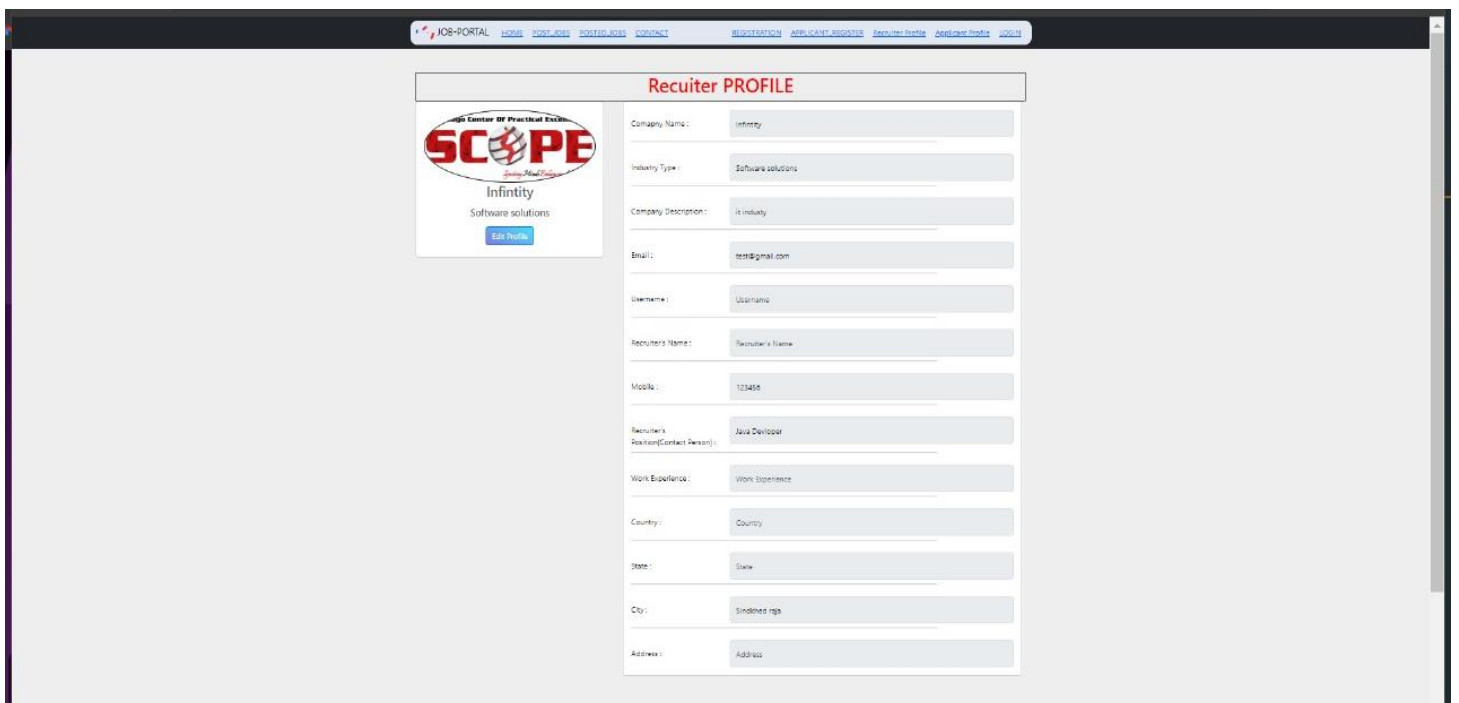 JOB-PORTAL HOME POST_JOBS POSTED_JOBS CONTACT REGISTRATION APPLICANT_REGISTER Recruiter Profile Applicant Profile LOGIN
Recuiter PROFILE
Center Of Practical
SCOPE
Infintity
Software solutions
Edit Profile
Comapny Name : Infintity
Industry Type : Software solutions
Company Description : it industy
Email : test@gmail.com
Username : Username
Recruiter's Name : Recruiter's Name
Mobile : 123456
Recruiter's
Position(Contact Person) : Java Devloper
Work Experience : Work Experience
Country : Country
State : State
City : Sindkhed raja
Address : Address